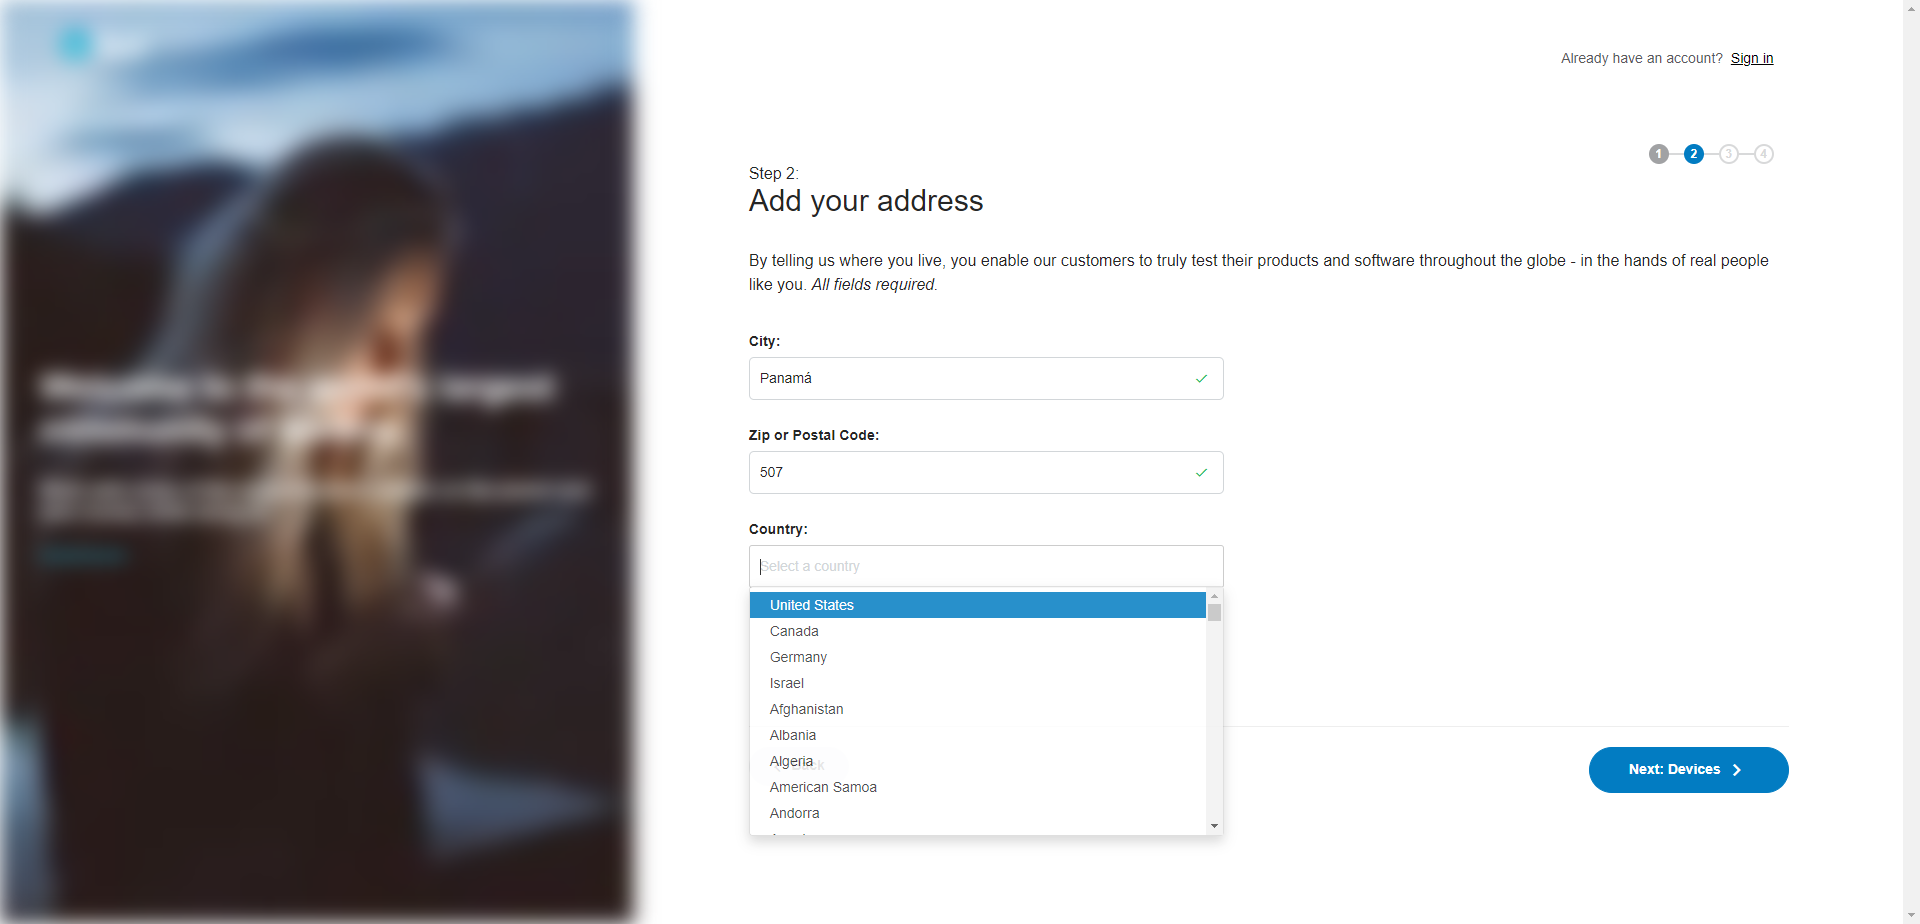 Already have an account? Sign in
1 2 3 4
Step 2:
Add your address
By telling us where you live, you enable our customers to truly test their products and software throughout the globe - in the hands of real people
like you. All fields required.
City:
Panamá
Zip or Postal Code:
507
Country:
Select a country
United States
Canada
Germany
Israel
Afghanistan
Albania
Algeria
American Samoa
Andorra
Next: Devices